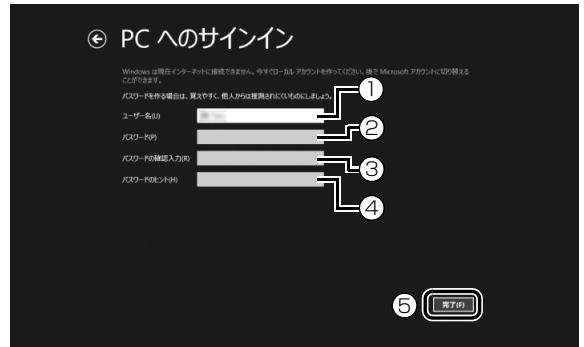 PC へのサインイン
Windows は現在インターネットに接続できません。今すぐローカル アカウントを作ってください。後で Microsoft アカウントに切り替える
ことができます。
パスワードを作る場合は、覚えやすく、他人からは推測されにくいものにしましょう。
①
ユーザー名(U)
②
パスワード(P)
③
パスワードの確認入力(R)
④
パスワードのヒント(H)
⑤ 完了(F)